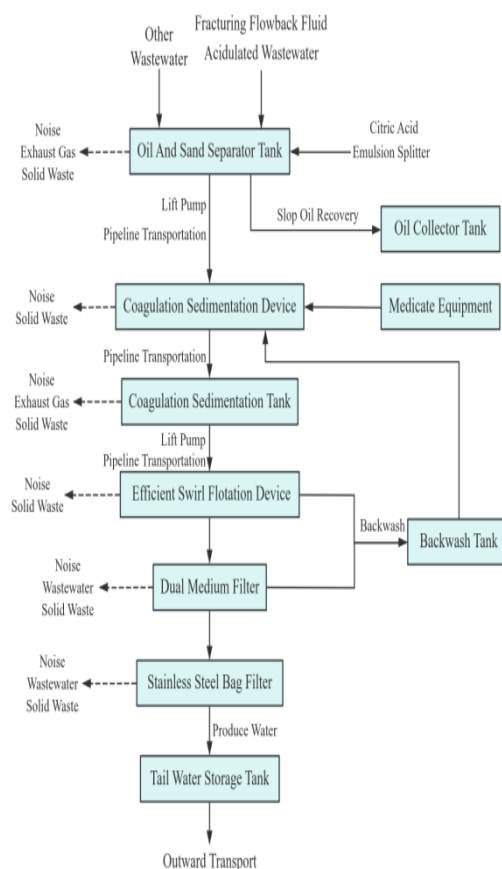 Other
Wastewater
Fracturing Flowback Fluid
Acidulated Wastewater
Noise
Exhaust Gas
Solid Waste
Oil And Sand Separator Tank
Citric Acid
Emulsion Splitter
Lift Pump
Pipeline Transportation
Slop Oil Recovery
Oil Collector Tank
Noise
Solid Waste
Coagulation Sedimentation Device
Medicate Equipment
Pipeline Transportation
Noise
Exhaust Gas
Solid Waste
Coagulation Sedimentation Tank
Lift Pump
Pipeline Transportation
Noise
Solid Waste
Efficient Swirl Flotation Device
Backwash
Backwash Tank
Noise
Wastewater
Solid Waste
Dual Medium Filter
Noise
Wastewater
Solid Waste
Stainless Steel Bag Filter
Produce Water
Tail Water Storage Tank
Outward Transport